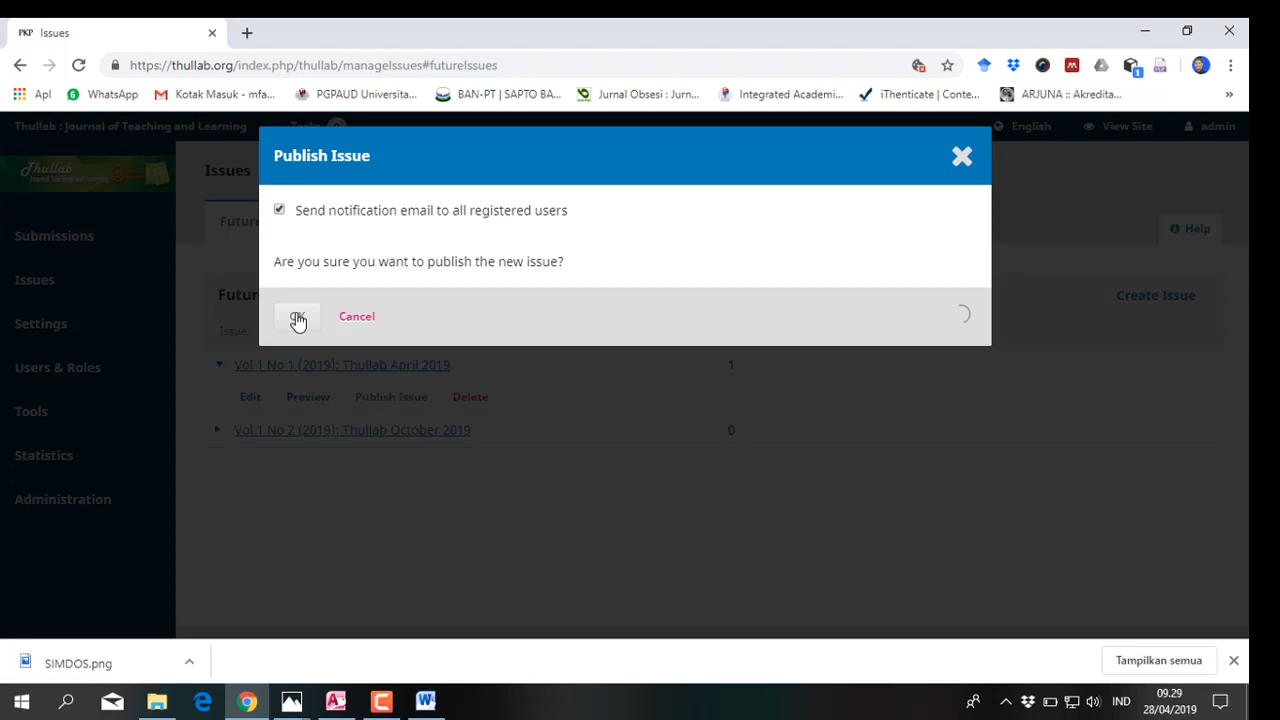 PKP Issues
https://thullab.org/index.php/thullab/manageIssues#futureIssues
1
Apl WhatsApp Kotak Masuk - mfa... PGPAUD Universita... BAN-PT | SAPTO BA... Jurnal Obsesi : Jurn... Integrated Academi... iThenticate | Conte... ARJUNA :: Akredita... »
Thullab : Journal of Teaching and Learning Tasks English View Site admin
Thullab
Issues
Publish Issue
Send notification email to all registered users
Are you sure you want to publish the new issue?
OK Cancel
Submissions
Issues
Settings
Users & Roles
Tools
Statistics
Administration
Help
Create Issue
Issue
Vol 1 No 1 (2019): Thullab April 2019 1
Edit Preview Publish Issue Delete
Vol 1 No 2 (2019): Thullab October 2019 0
SIMDOS.png
Tampilkan semua
IND
09.29
28/04/2019